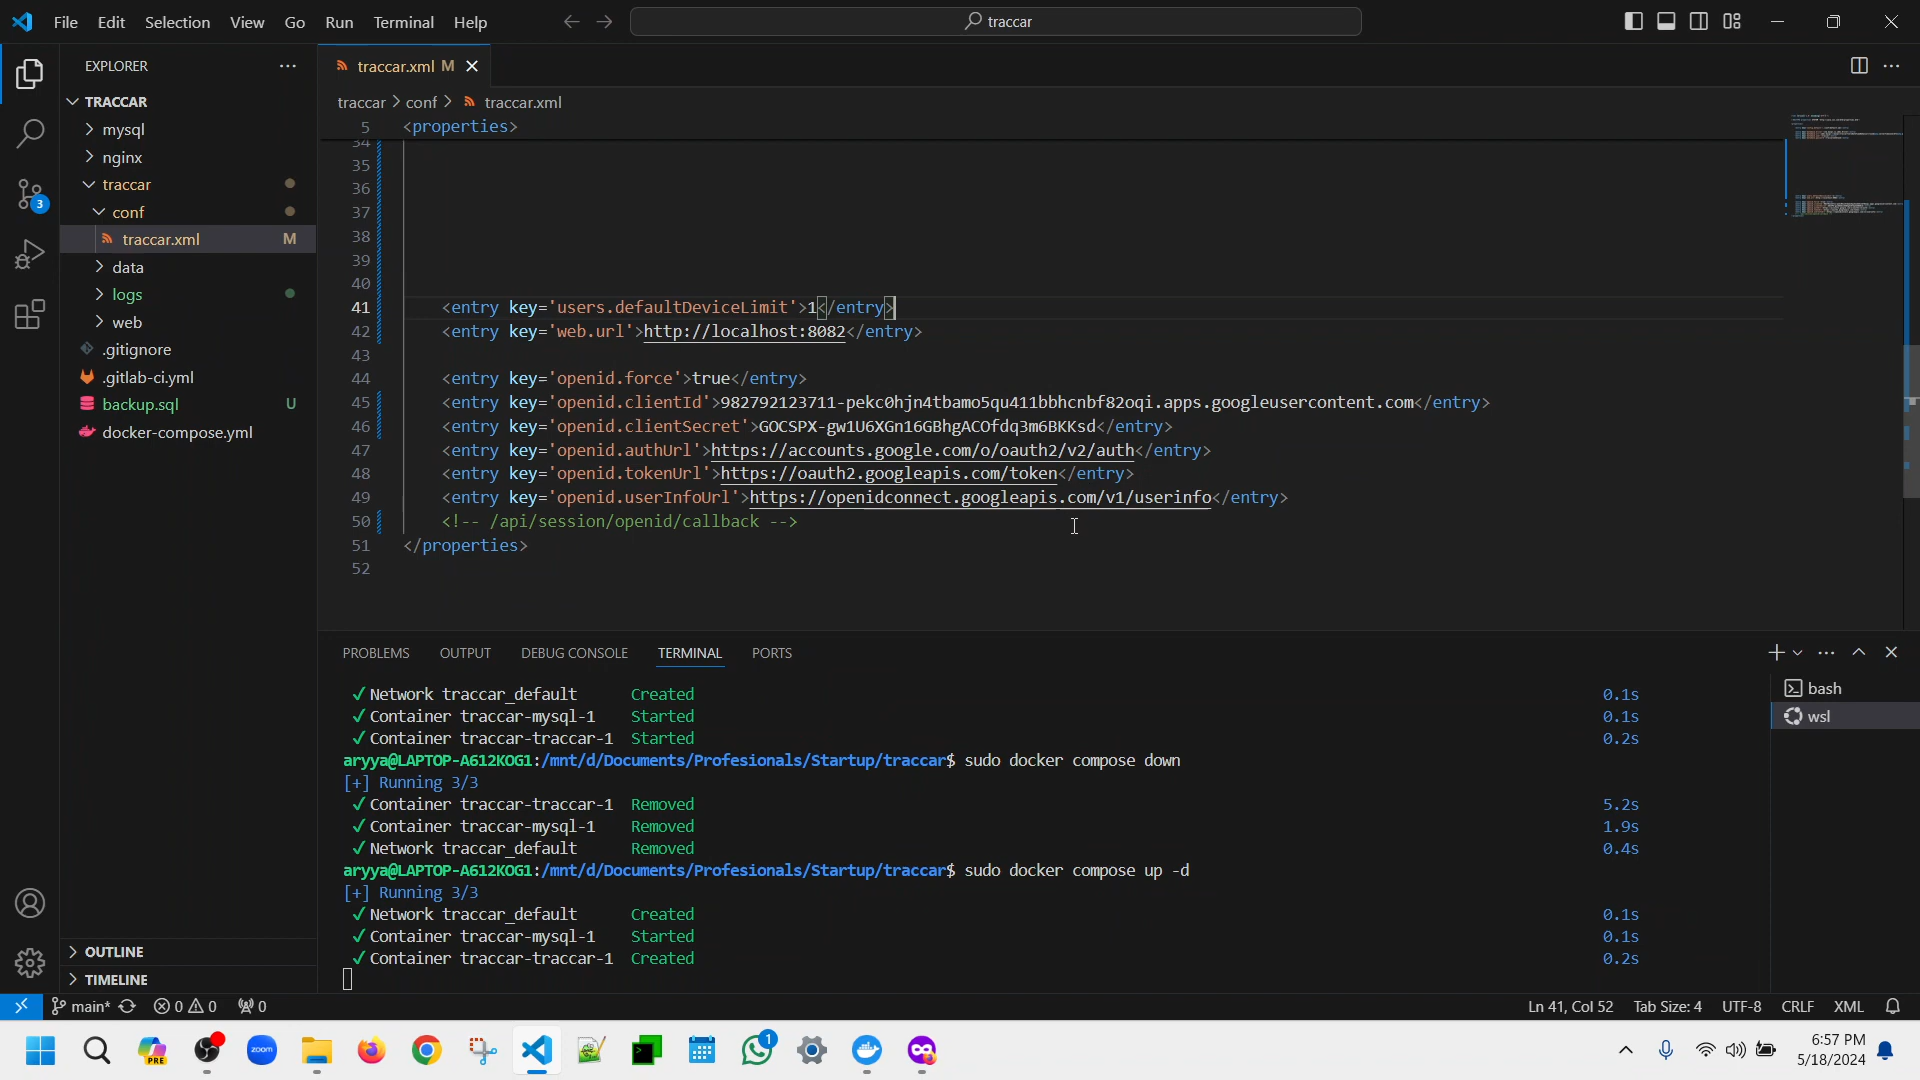 File Edit Selection View Go Run Terminal Help
traccar
EXPLORER
TRACCAR
mysql
nginx
traccar
conf
traccar.xml M
data
logs
web
.gitignore
.gitlab-ci.yml
backup.sql U
docker-compose.yml
OUTLINE
TIMELINE
3
traccar.xml M
traccar > conf > traccar.xml
5 <properties>
34
35
36
37
38
39
40
41 <entry key='users.defaultDeviceLimit'>1</entry>
42 <entry key='web.url'>http://localhost:8082</entry>
43
44 <entry key='openid.force'>true</entry>
45 <entry key='openid.clientId'>982792123711-pekc0hjn4tbamo5qu411bbhcnbf82oqi.apps.googleusercontent.com</entry>
46 <entry key='openid.clientSecret'>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</entry>
47 <entry key='openid.authUrl'>https://accounts.google.com/o/oauth2/v2/auth</entry>
48 <entry key='openid.tokenUrl'>https://oauth2.googleapis.com/token</entry>
49 <entry key='openid.userInfoUrl'>https://openidconnect.googleapis.com/v1/userinfo</entry>
50 <!-- /api/session/openid/callback -->
51 </properties>
52
PROBLEMS OUTPUT DEBUG CONSOLE TERMINAL PORTS
bash
wsl
✓ Network traccar_default Created 0.1s
✓ Container traccar-mysql-1 Started 0.1s
✓ Container traccar-traccar-1 Started 0.2s
aryya@LAPTOP-A612KOG1:/mnt/d/Documents/Profesionals/Startup/traccar$ sudo docker compose down
[+] Running 3/3
✓ Container traccar-traccar-1 Removed 5.2s
✓ Container traccar-mysql-1 Removed 1.9s
✓ Network traccar_default Removed 0.4s
aryya@LAPTOP-A612KOG1:/mnt/d/Documents/Profesionals/Startup/traccar$ sudo docker compose up -d
[+] Running 3/3
✓ Network traccar_default Created 0.1s
✓ Container traccar-mysql-1 Started 0.1s
✓ Container traccar-traccar-1 Created 0.2s
main* 0 0 0 Ln 41, Col 52 Tab Size: 4 UTF-8 CRLF XML
PRE
zoom
1
6:57 PM
5/18/2024